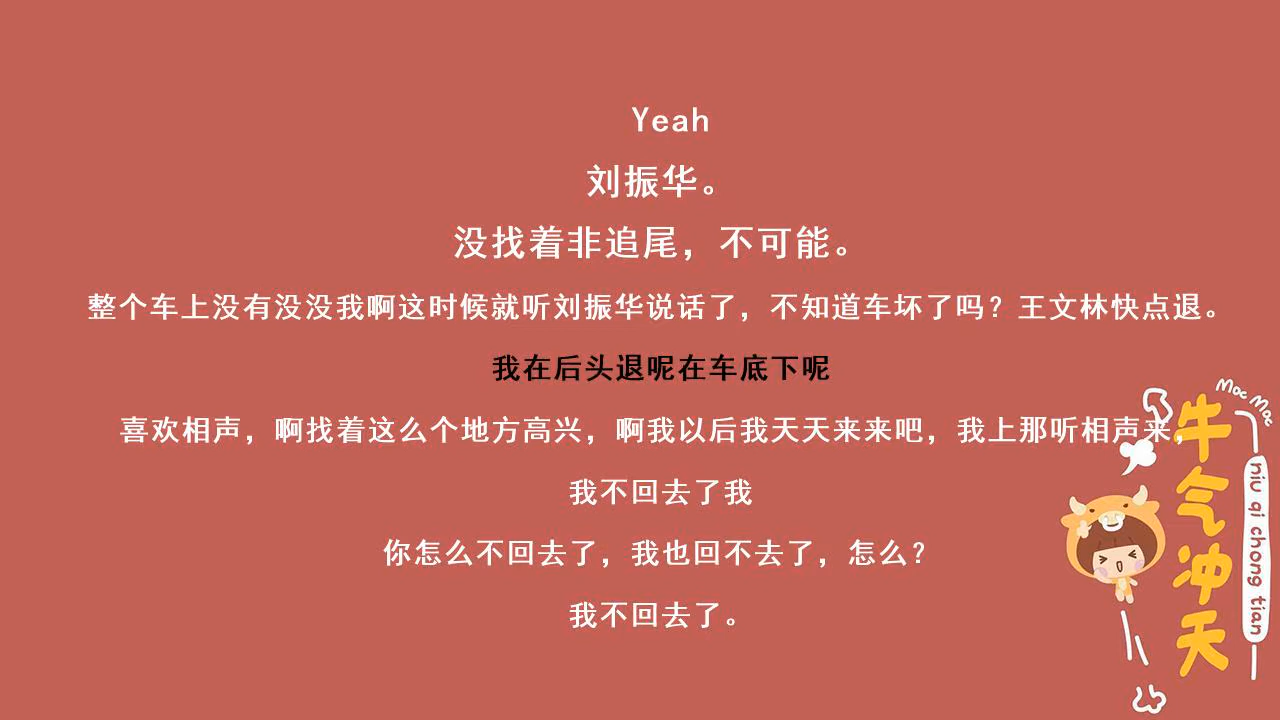 Yeah
刘振华。
没找着非追尾，不可能。
整个车上没有没没我啊这时候就听刘振华说话了，不知道车坏了吗？王文林快点退。
我在后头退呢在车底下呢
喜欢相声，啊找着这么个地方高兴，啊我以后我天天来来吧，我上那听相声来，
我不回去了我
你怎么不回去了，我也回不去了，怎么？
我不回去了。
Moc Moc
牛气冲天
niu qi chong tian